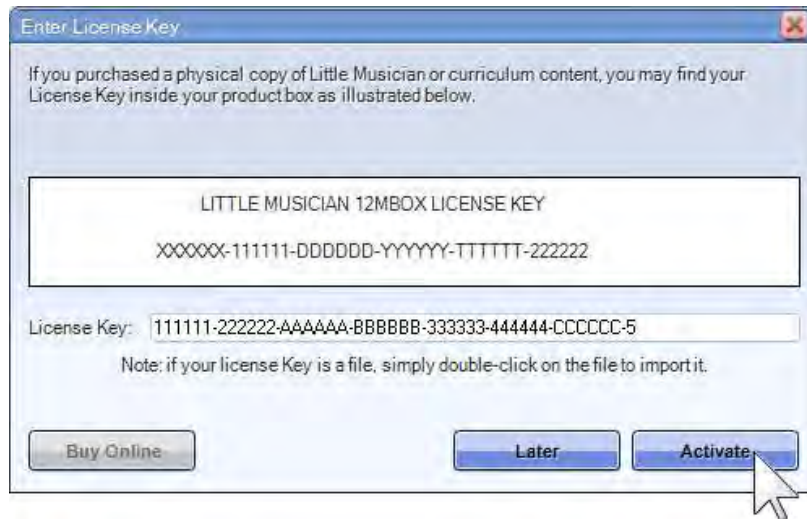 Enter License Key
If you purchased a physical copy of Little Musician or curriculum content, you may find your
License Key inside your product box as illustrated below.
LITTLE MUSICIAN 12MBOX LICENSE KEY
XXXXXX-111111-DDDDDD-YYYYYY-TTTTTT-222222
License Key: 111111-222222-AAAAAA-BBBBBB-333333-444444-CCCCCC-5
Note: if your license Key is a file, simply double-click on the file to import it.
Buy Online Later Activate